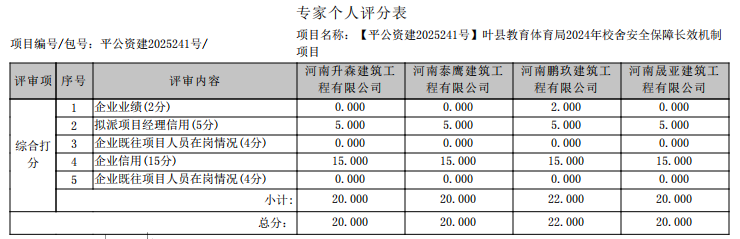 专家个人评分表
项目编号/包号：平公资建2025241号/
项目名称：【平公资建2025241号】叶县教育体育局2024年校舍安全保障长效机制
项目
评审项 序号 评审内容 河南升森建筑工程有限公司 河南泰鹰建筑工程有限公司 河南鹏玖建筑工程有限公司 河南晟亚建筑工程有限公司
综合打分
1 企业业绩(2分) 0.000 0.000 2.000 0.000
2 拟派项目经理信用(5分) 5.000 5.000 5.000 5.000
3 企业既往项目人员在岗情况(4分) 0.000 0.000 0.000 0.000
4 企业信用(15分) 15.000 15.000 15.000 15.000
5 企业既往项目人员在岗情况(4分) 0.000 0.000 0.000 0.000
小计: 20.000 20.000 22.000 20.000
总分: 20.000 20.000 22.000 20.000